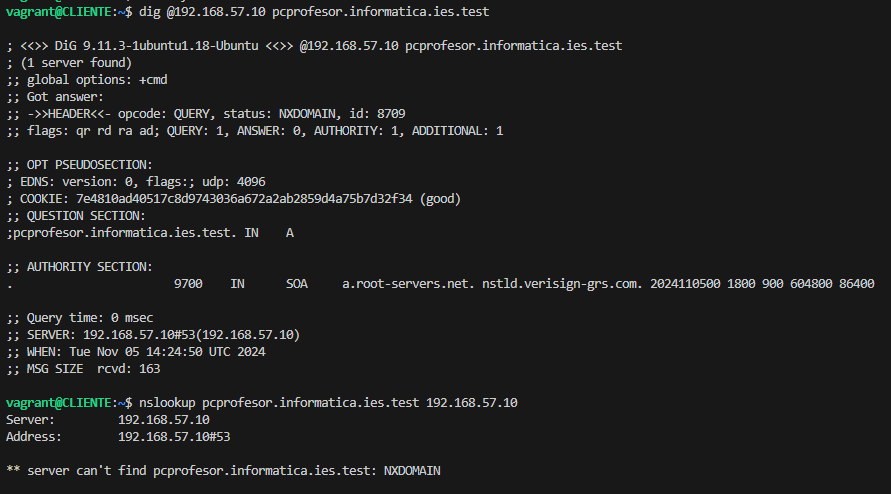 vagrant@CLIENTE:~$ dig @192.168.57.10 pcprofesor.informatica.ies.test

; <<>> DiG 9.11.3-1ubuntu1.18-Ubuntu <<>> @192.168.57.10 pcprofesor.informatica.ies.test
; (1 server found)
;; global options: +cmd
;; Got answer:
;; ->>HEADER<<- opcode: QUERY, status: NXDOMAIN, id: 8709
;; flags: qr rd ra ad; QUERY: 1, ANSWER: 0, AUTHORITY: 1, ADDITIONAL: 1

;; OPT PSEUDOSECTION:
; EDNS: version: 0, flags:; udp: 4096
; COOKIE: 7e4810ad40517c8d9743036a672a2ab2859d4a75b7d32f34 (good)
;; QUESTION SECTION:
;pcprofesor.informatica.ies.test. IN    A

;; AUTHORITY SECTION:
.                       9700    IN      SOA     a.root-servers.net. nstld.verisign-grs.com. 2024110500 1800 900 604800 86400

;; Query time: 0 msec
;; SERVER: 192.168.57.10#53(192.168.57.10)
;; WHEN: Tue Nov 05 14:24:50 UTC 2024
;; MSG SIZE  rcvd: 163

vagrant@CLIENTE:~$ nslookup pcprofesor.informatica.ies.test 192.168.57.10
Server:         192.168.57.10
Address:        192.168.57.10#53

** server can't find pcprofesor.informatica.ies.test: NXDOMAIN